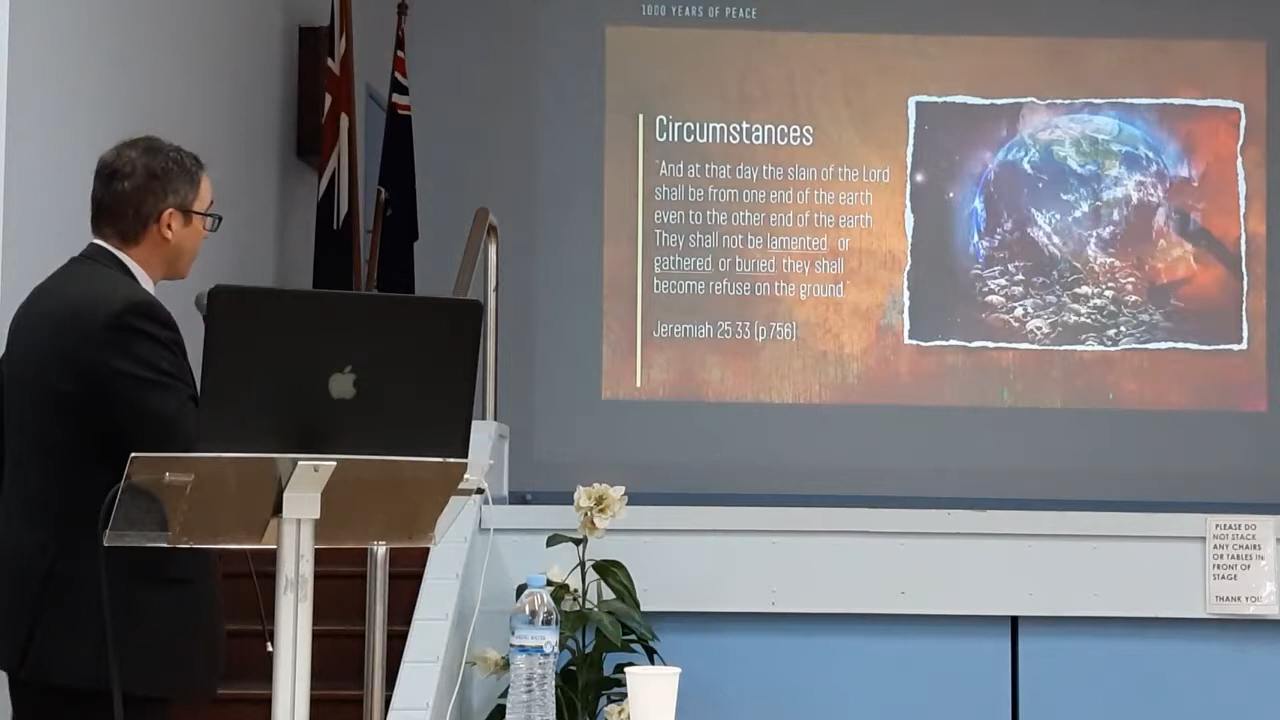 1000 YEARS OF PEACE
Circumstances
"And at that day the slain of the Lord
shall be from one end of the earth
even to the other end of the earth
They shall not be lamented, or
gathered, or buried, they shall
become refuse on the ground."
Jeremiah 25 33 (p.756)
PLEASE DO
NOT STACK
ANY CHAIRS
OR TABLES IN
FRONT OF
STAGE
THANK YOU